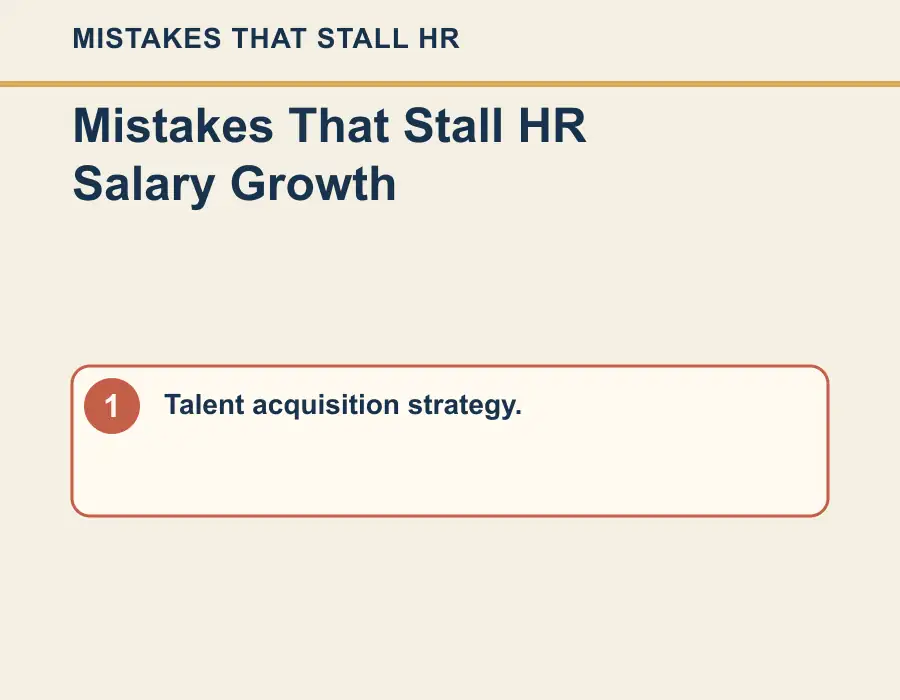 MISTAKES THAT STALL HR
Mistakes That Stall HR
Salary Growth
1
Talent acquisition strategy.